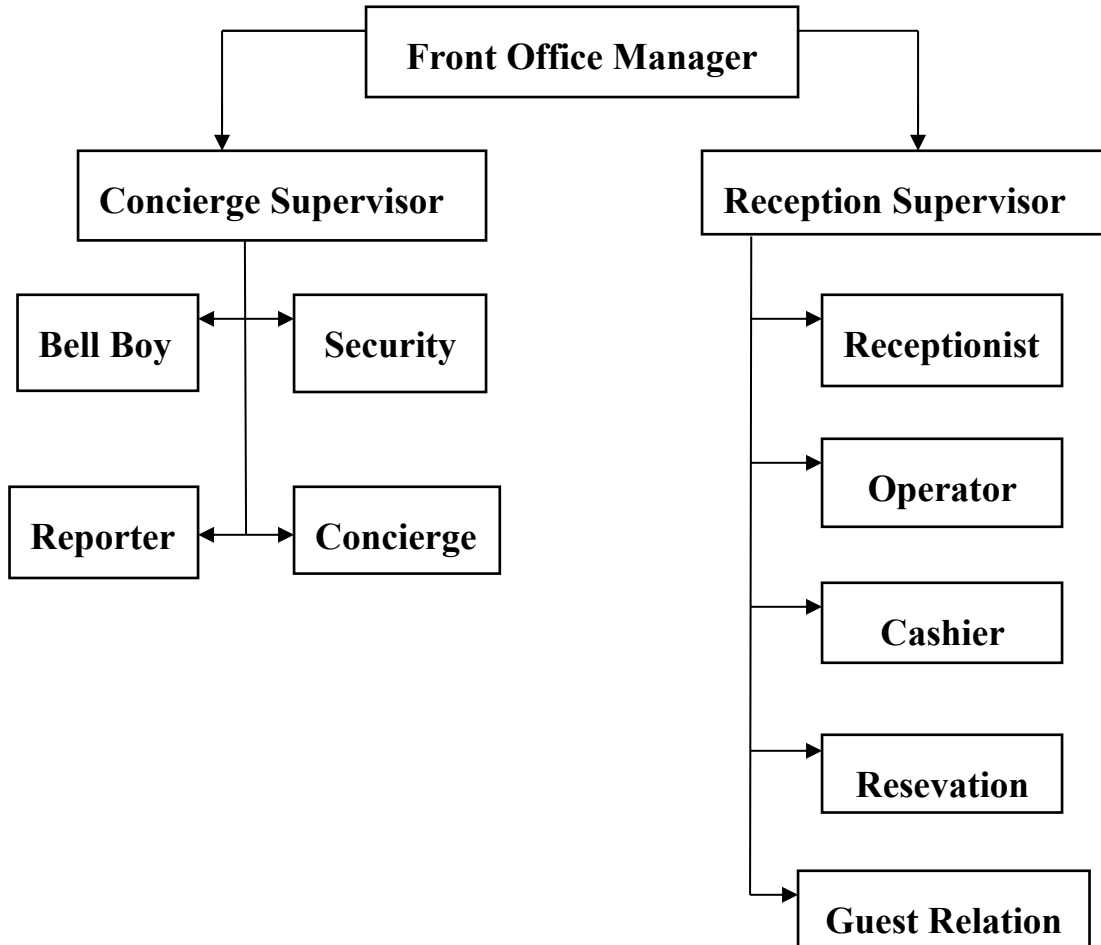 Front Office Manager
Concierge Supervisor
Reception Supervisor
Bell Boy
Security
Receptionist
Operator
Reporter
Concierge
Cashier
Resevation
Guest Relation